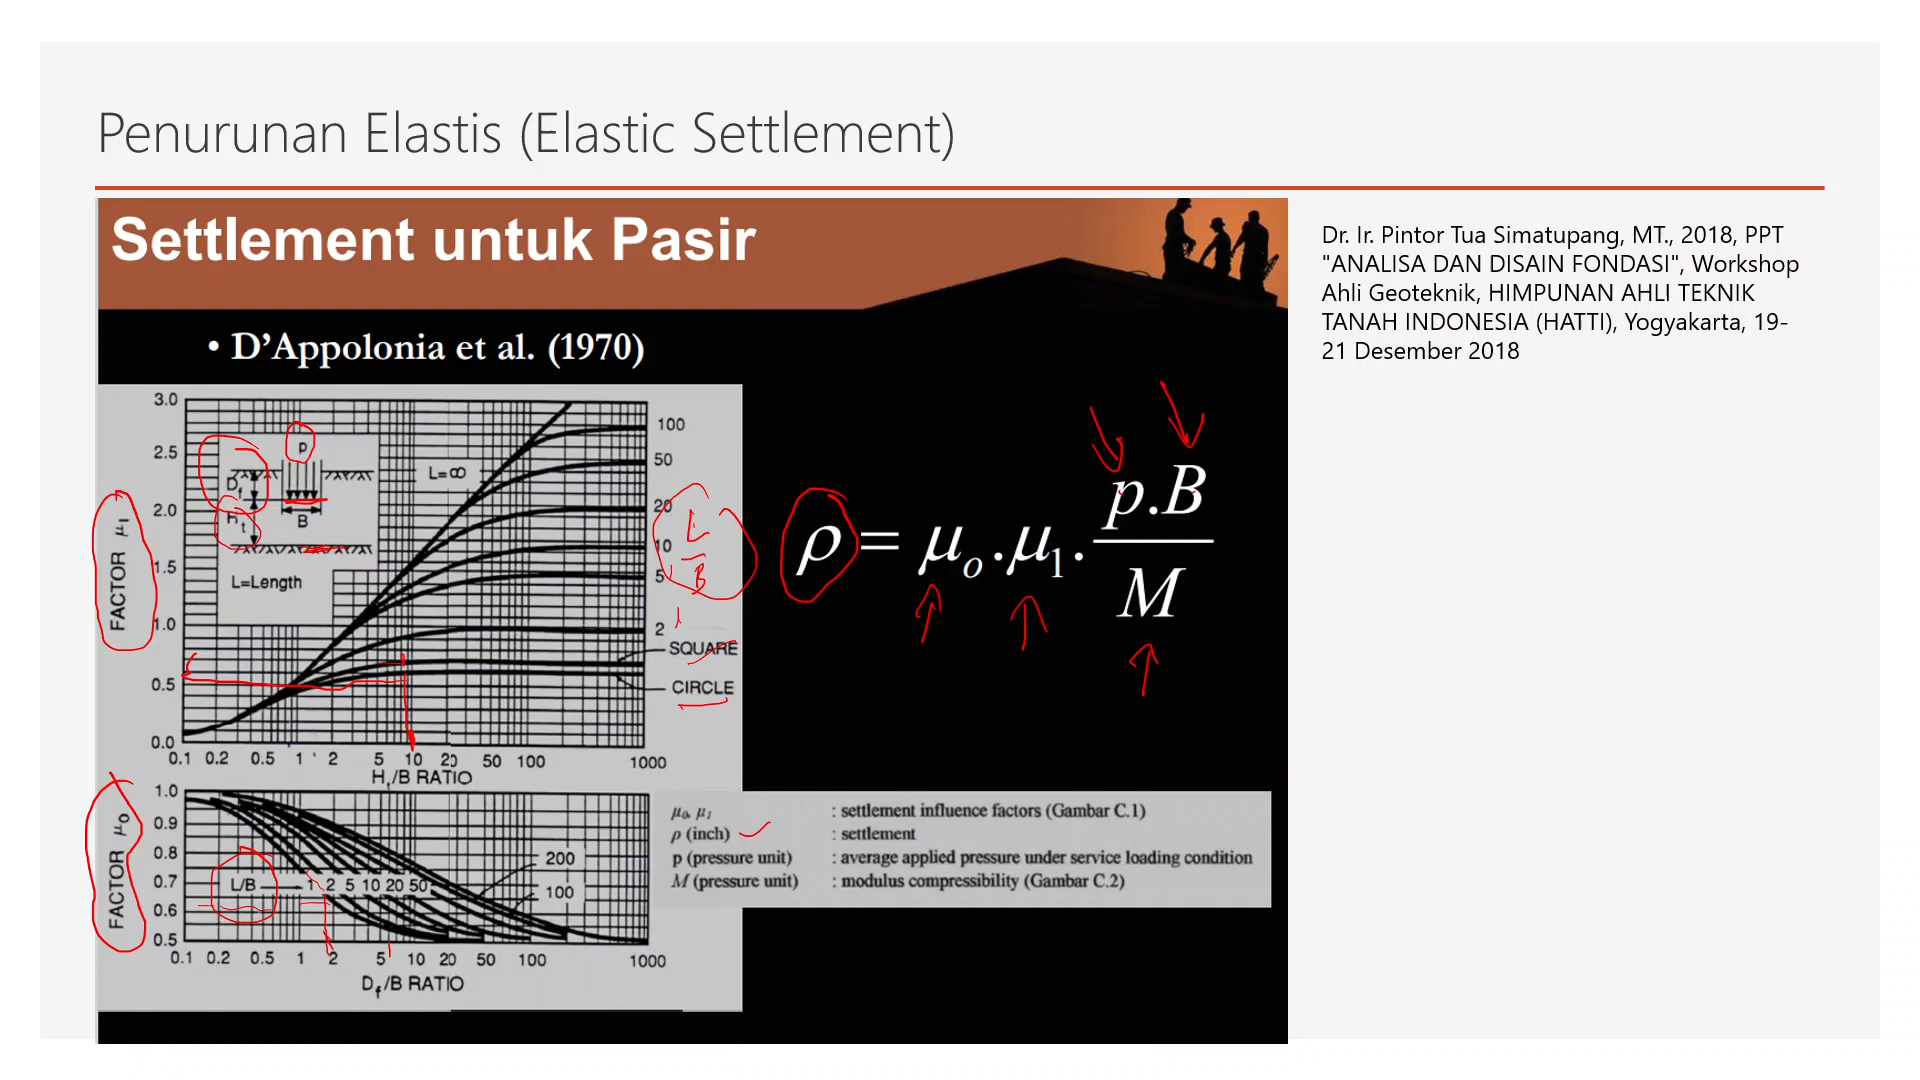 Penurunan Elastis (Elastic Settlement)
Settlement untuk Pasir
Dr. Ir. Pintor Tua Simatupang, MT., 2018, PPT
"ANALISA DAN DISAIN FONDASI", Workshop
Ahli Geoteknik, HIMPUNAN AHLI TEKNIK
TANAH INDONESIA (HATTI), Yogyakarta, 19-
21 Desember 2018
• D'Appolonia et al. (1970)
FACTOR μ₁
3.0
2.5
2.0
1.5
1.0
0.5
0.0
p
Df
Ht
B
L=Length
L=∞
100
50
20
10
5
2
SQUARE
CIRCLE
L
B
0.1 0.2 0.5 1 2 5 10 20 50 100 1000
Ht/B RATIO
ρ = μo.μ1. p.B
M
FACTOR μo
1.0
0.9
0.8
0.7
0.6
0.5
L/B 1 2 5 10 20 50
200
100
0.1 0.2 0.5 1 2 5 10 20 50 100 1000
Df/B RATIO
μo, μ1 : settlement influence factors (Gambar C.1)
ρ (inch) : settlement
p (pressure unit) : average applied pressure under service loading condition
M (pressure unit) : modulus compressibility (Gambar C.2)